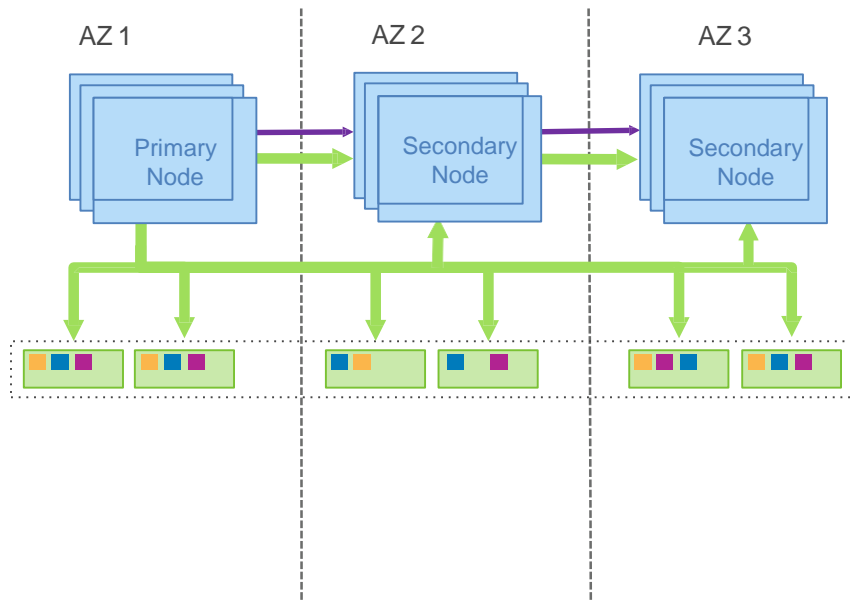 AZ 1
AZ 2
AZ 3
Primary
Node
Secondary
Node
Secondary
Node